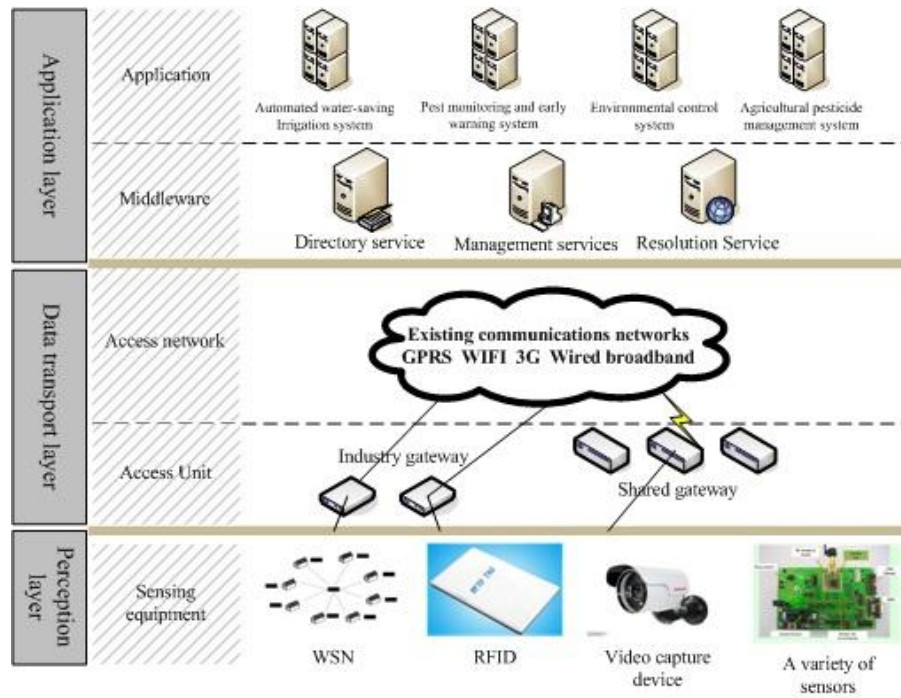 Application layer
Application
Automated water-saving
Irrigation system
Pest monitoring and early
warning system
Environmental control
system
Agricultural pesticide
management system
Middleware
Directory service
Management services
Resolution Service
Data transport layer
Access network
Existing communications networks
GPRS WIFI 3G Wired broadband
Access Unit
Industry gateway
Shared gateway
Perception
layer
Sensing
equipment
RFID TAG
WSN
RFID
Video capture
device
A variety of
sensors